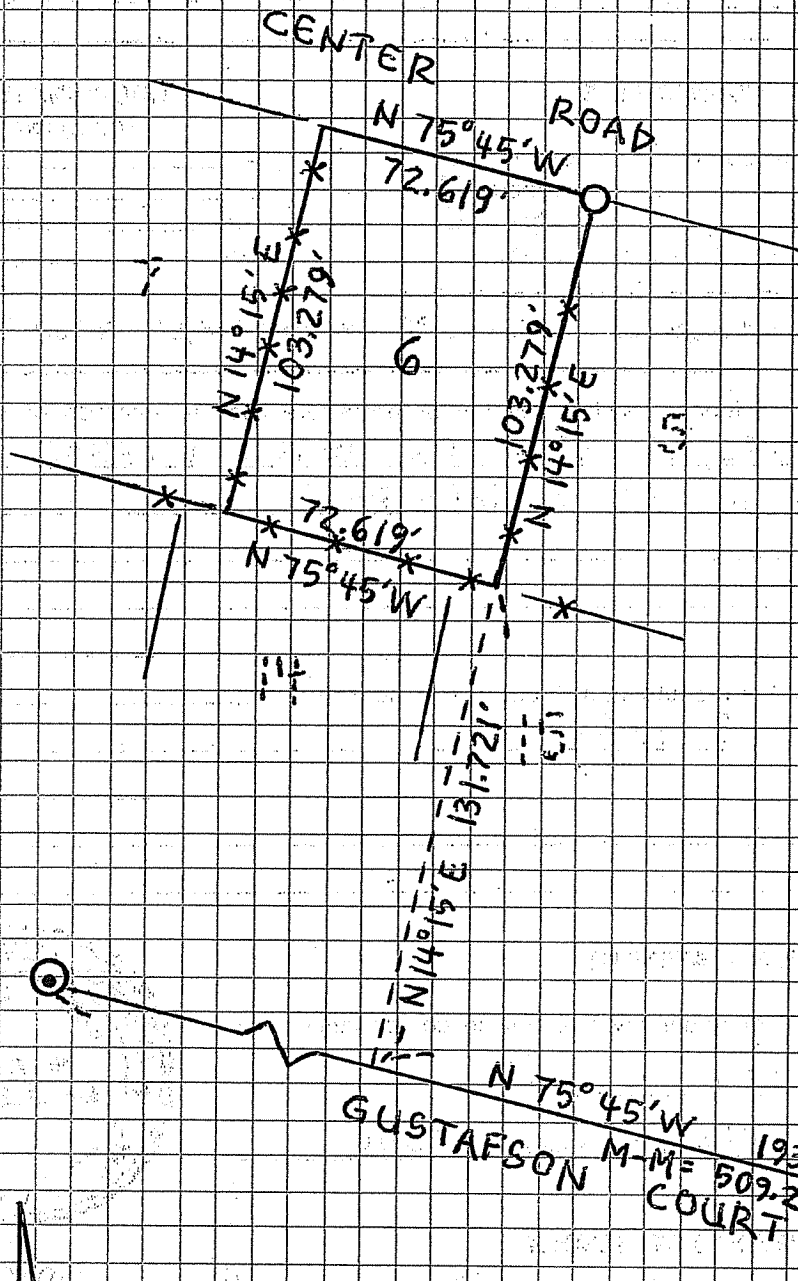 CENTER ROAD
N 75°45'W
72.619'
N 14°15' E
103.279'
6
103.279'
N 14°15' E
72.619'
N 75°45'W
131.721'
N 14°15' E
N 75°45'W
GUSTAFSON COURT
M-M= 509.2